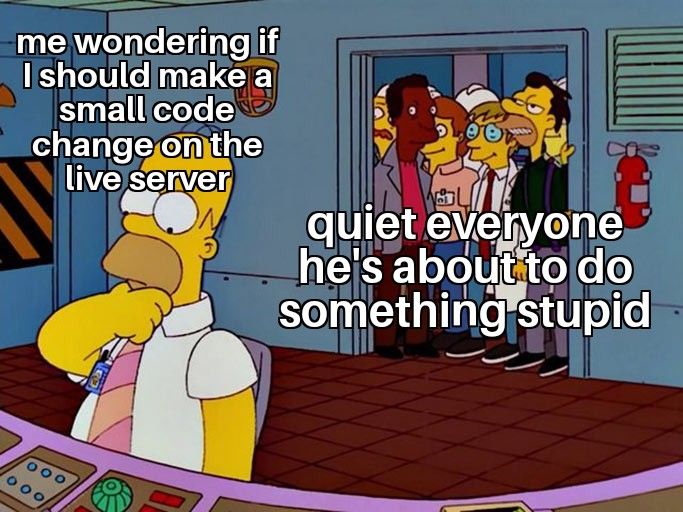 me wondering if
I should make a
small code
change on the
live server
quiet everyone
he's about to do
something stupid